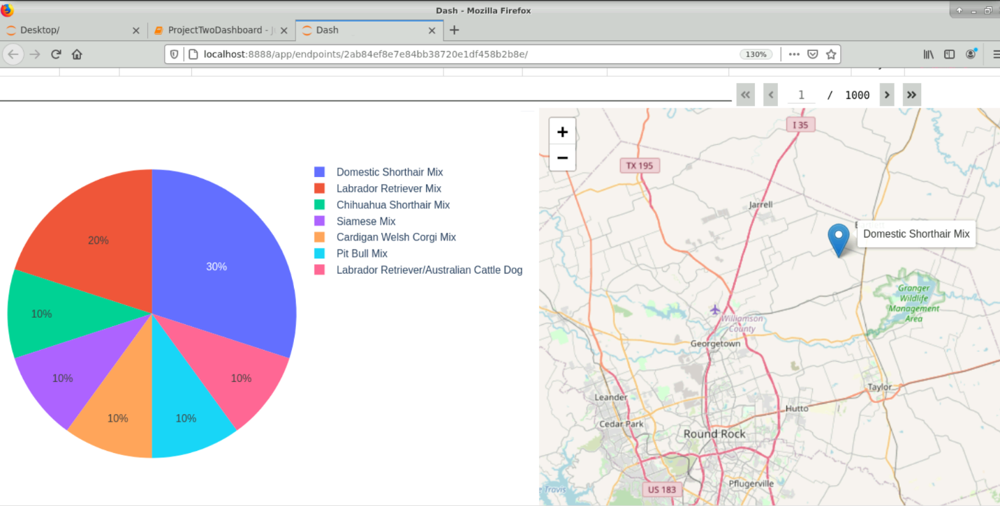 Dash - Mozilla Firefox
Desktop/
ProjectTwoDashboard -
Dash
localhost:8888/app/endpoints/2ab84ef8e7e84bb38720e1df458b2b8e/
130%
1 / 1000
Domestic Shorthair Mix
Labrador Retriever Mix
Chihuahua Shorthair Mix
Siamese Mix
Cardigan Welsh Corgi Mix
Pit Bull Mix
Labrador Retriever/Australian Cattle Dog
30%
20%
10%
10%
10%
10%
10%
+
−
I 35
TX 195
Jarrell
Domestic Shorthair Mix
Granger
Wildlife
Management
Area
Williamson
County
Georgetown
Taylor
Leander
Hutto
Cedar Park
Round Rock
Pflugerville
US 183
Travis